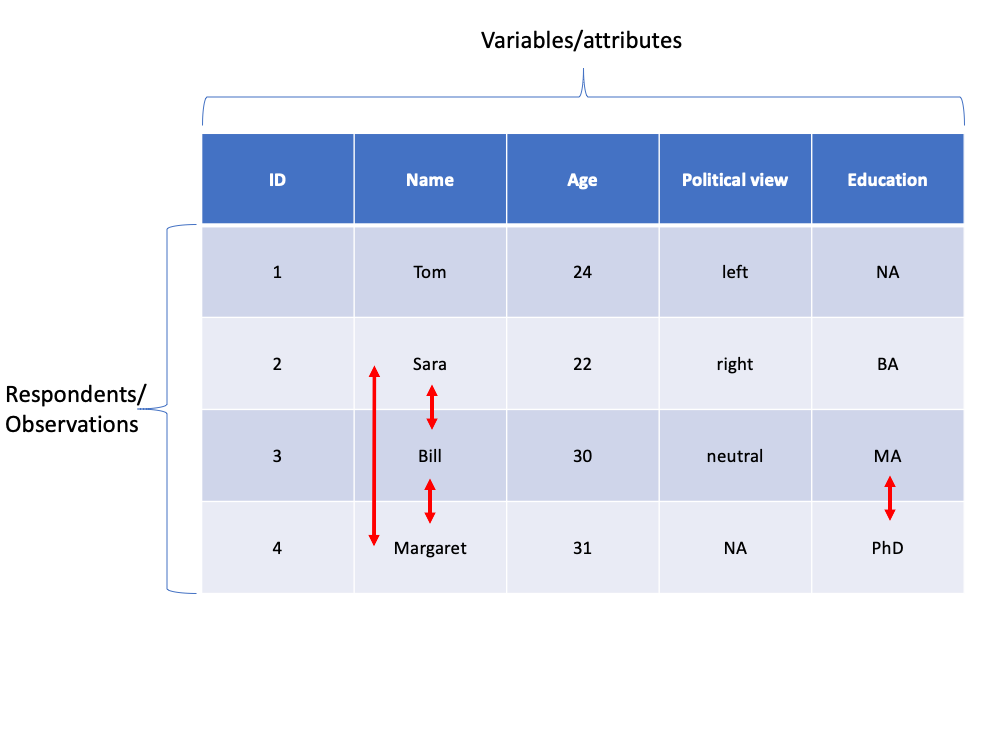 Variables/attributes
ID Name Age Political view Education
1 Tom 24 left NA
2 Sara 22 right BA
Respondents/
Observations
3 Bill 30 neutral MA
4 Margaret 31 NA PhD